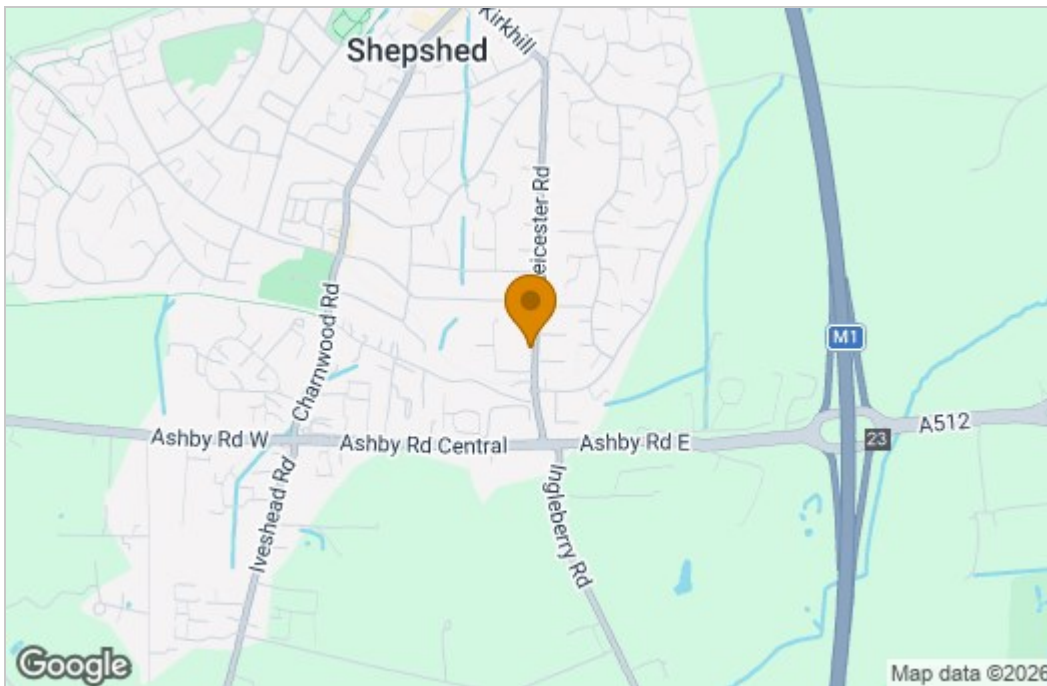 Kirkhill
Shepshed
eicester Rd
Charnwood Rd
M1
A512
23
Ashby Rd W
Ashby Rd Central
Ashby Rd E
Iveshead Rd
Ingleberry Rd
Google
Map data ©2026